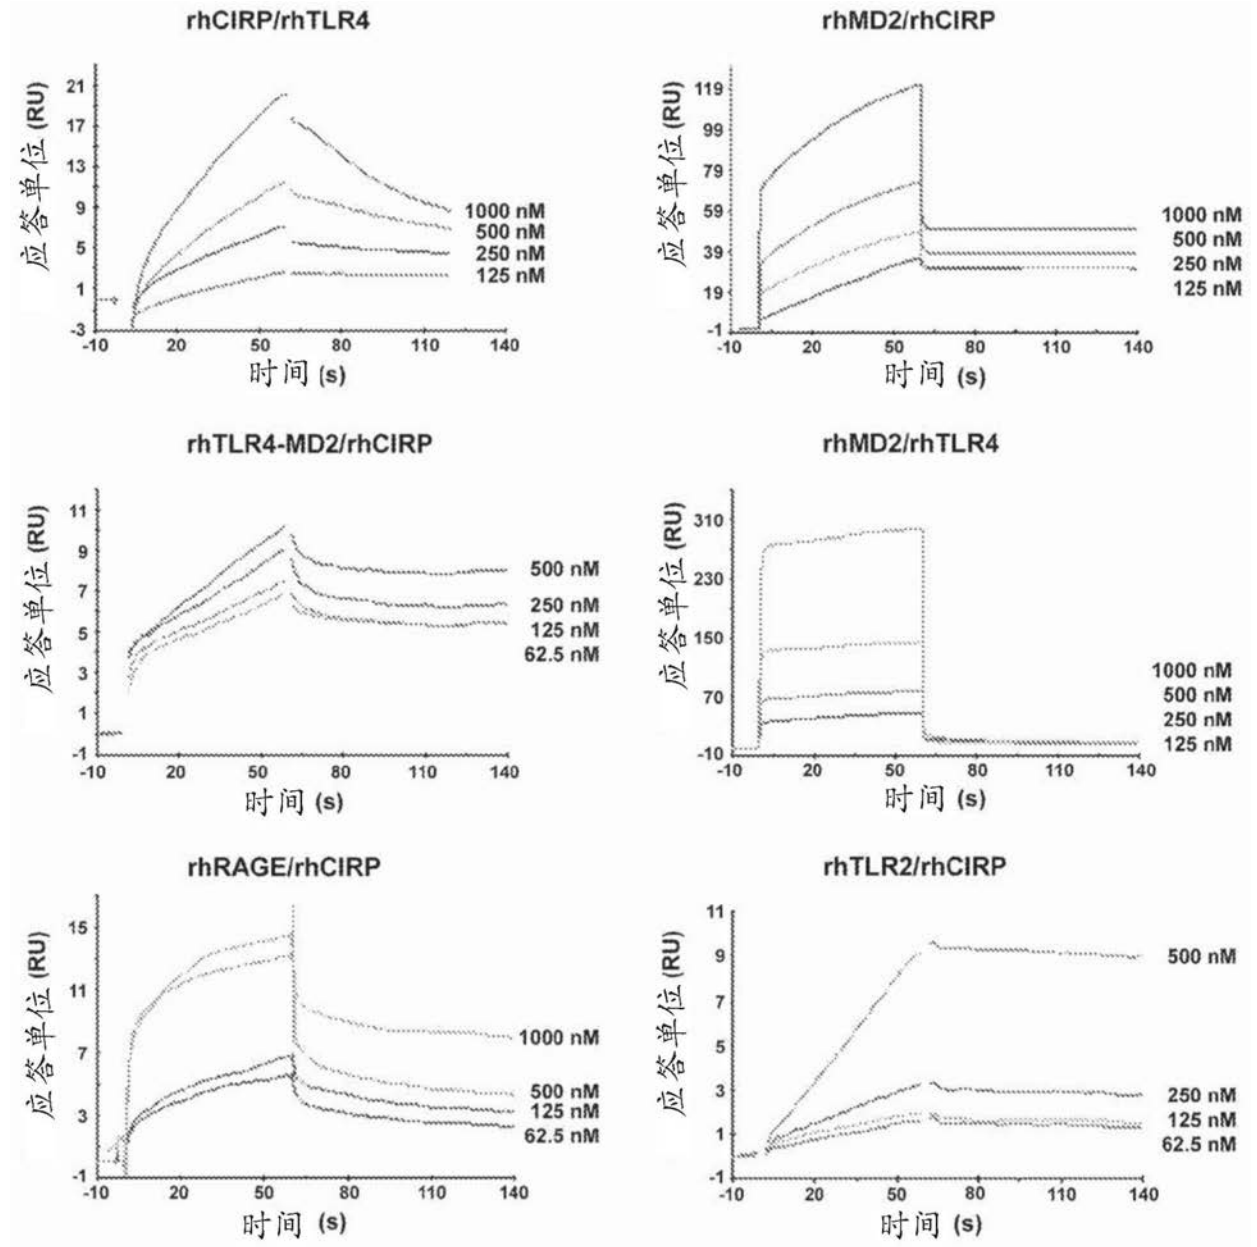 rhCIRP/rhTLR4
应答单位 (RU)
21
17
13
9
5
1
-3
-10 20 50 80 110 140
时间 (s)
1000 nM
500 nM
250 nM
125 nM
rhMD2/rhCIRP
应答单位 (RU)
119
99
79
59
39
19
-1
-10 20 50 80 110 140
时间 (s)
1000 nM
500 nM
250 nM
125 nM
rhTLR4-MD2/rhCIRP
应答单位 (RU)
11
9
7
5
3
1
-1
-10 20 50 80 110 140
时间 (s)
500 nM
250 nM
125 nM
62.5 nM
rhMD2/rhTLR4
应答单位 (RU)
310
230
150
70
-10
-10 20 50 80 110 140
时间 (s)
1000 nM
500 nM
250 nM
125 nM
rhRAGE/rhCIRP
应答单位 (RU)
15
11
7
3
-1
-10 20 50 80 110 140
时间 (s)
1000 nM
500 nM
125 nM
62.5 nM
rhTLR2/rhCIRP
应答单位 (RU)
11
9
7
5
3
1
-1
-10 20 50 80 110 140
时间 (s)
500 nM
250 nM
125 nM
62.5 nM